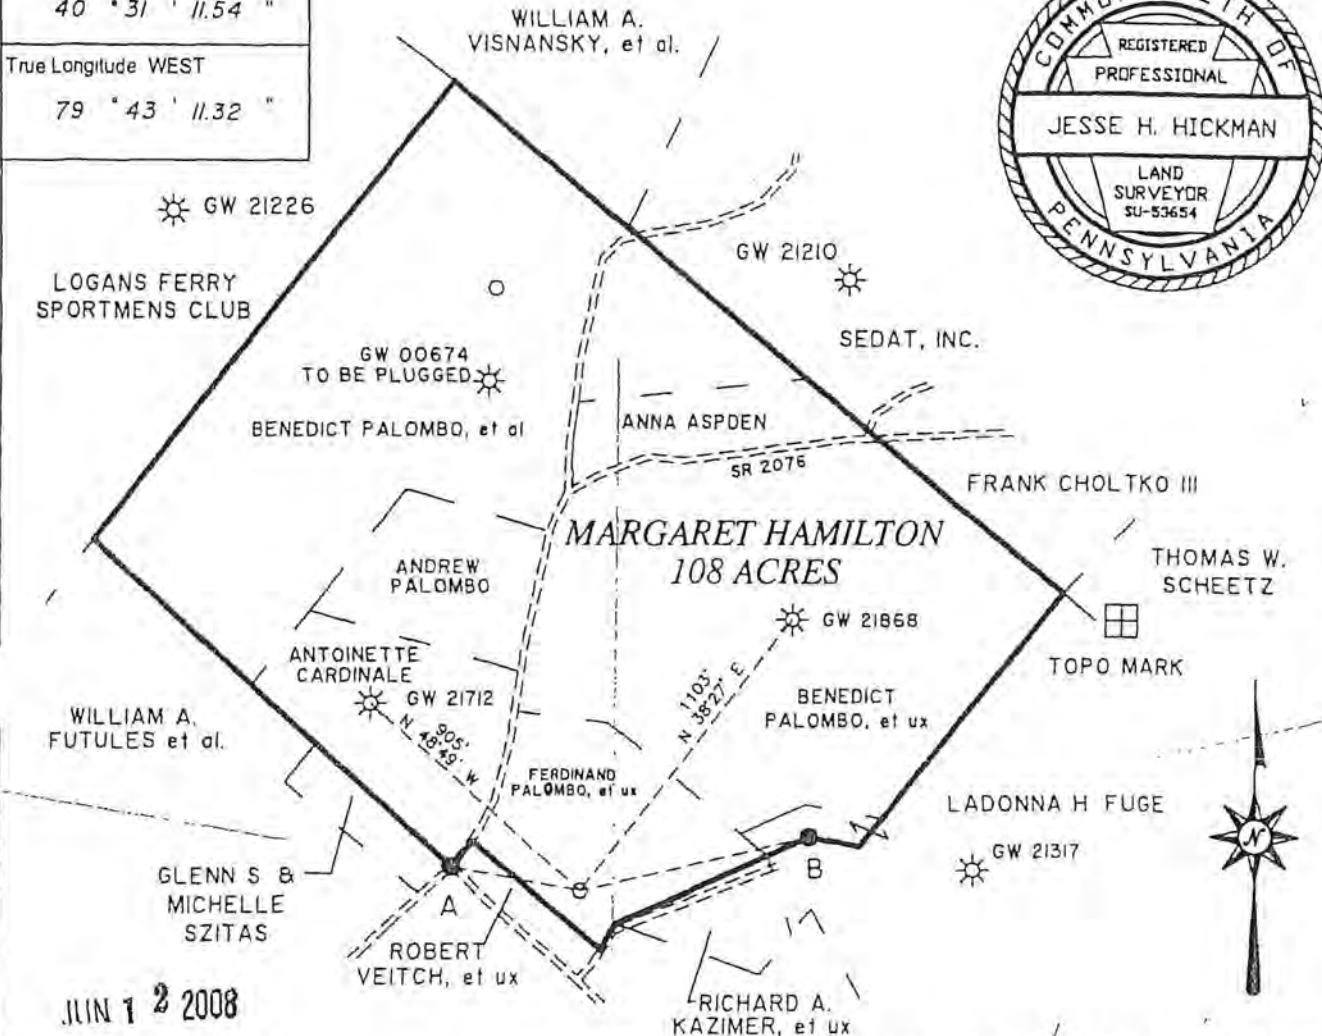 40 ° 31 ' 11.54 "
True Longitude WEST
79 ° 43 ' 11.32 "
WILLIAM A.
VISNANSKY, et al.
COMMONWEALTH OF
REGISTERED
PROFESSIONAL
JESSE H. HICKMAN
LAND
SURVEYOR
SU-53654
PENNSYLVANIA
GW 21226
LOGANS FERRY
SPORTMENS CLUB
GW 21210
SEDAT, INC.
GW 00674
TO BE PLUGGED
BENEDICT PALOMBO, et al
ANNA ASPDEN
SR 2076
FRANK CHOLTKO III
MARGARET HAMILTON
108 ACRES
THOMAS W.
SCHEETZ
ANDREW
PALOMBO
GW 21868
TOPO MARK
ANTOINETTE
CARDINALE
GW 21712
1103'
N 38°27' E
BENEDICT
PALOMBO, et ux
WILLIAM A.
FUTULES et al.
905'
N 48°49' W
FERDINAND
PALOMBO, et ux
LADONNA H FUGE
N
GW 21317
GLENN S &
MICHELLE
SZITAS
A
B
ROBERT
VEITCH, et ux
RICHARD A.
KAZIMER, et ux
JUN 1 2 2008